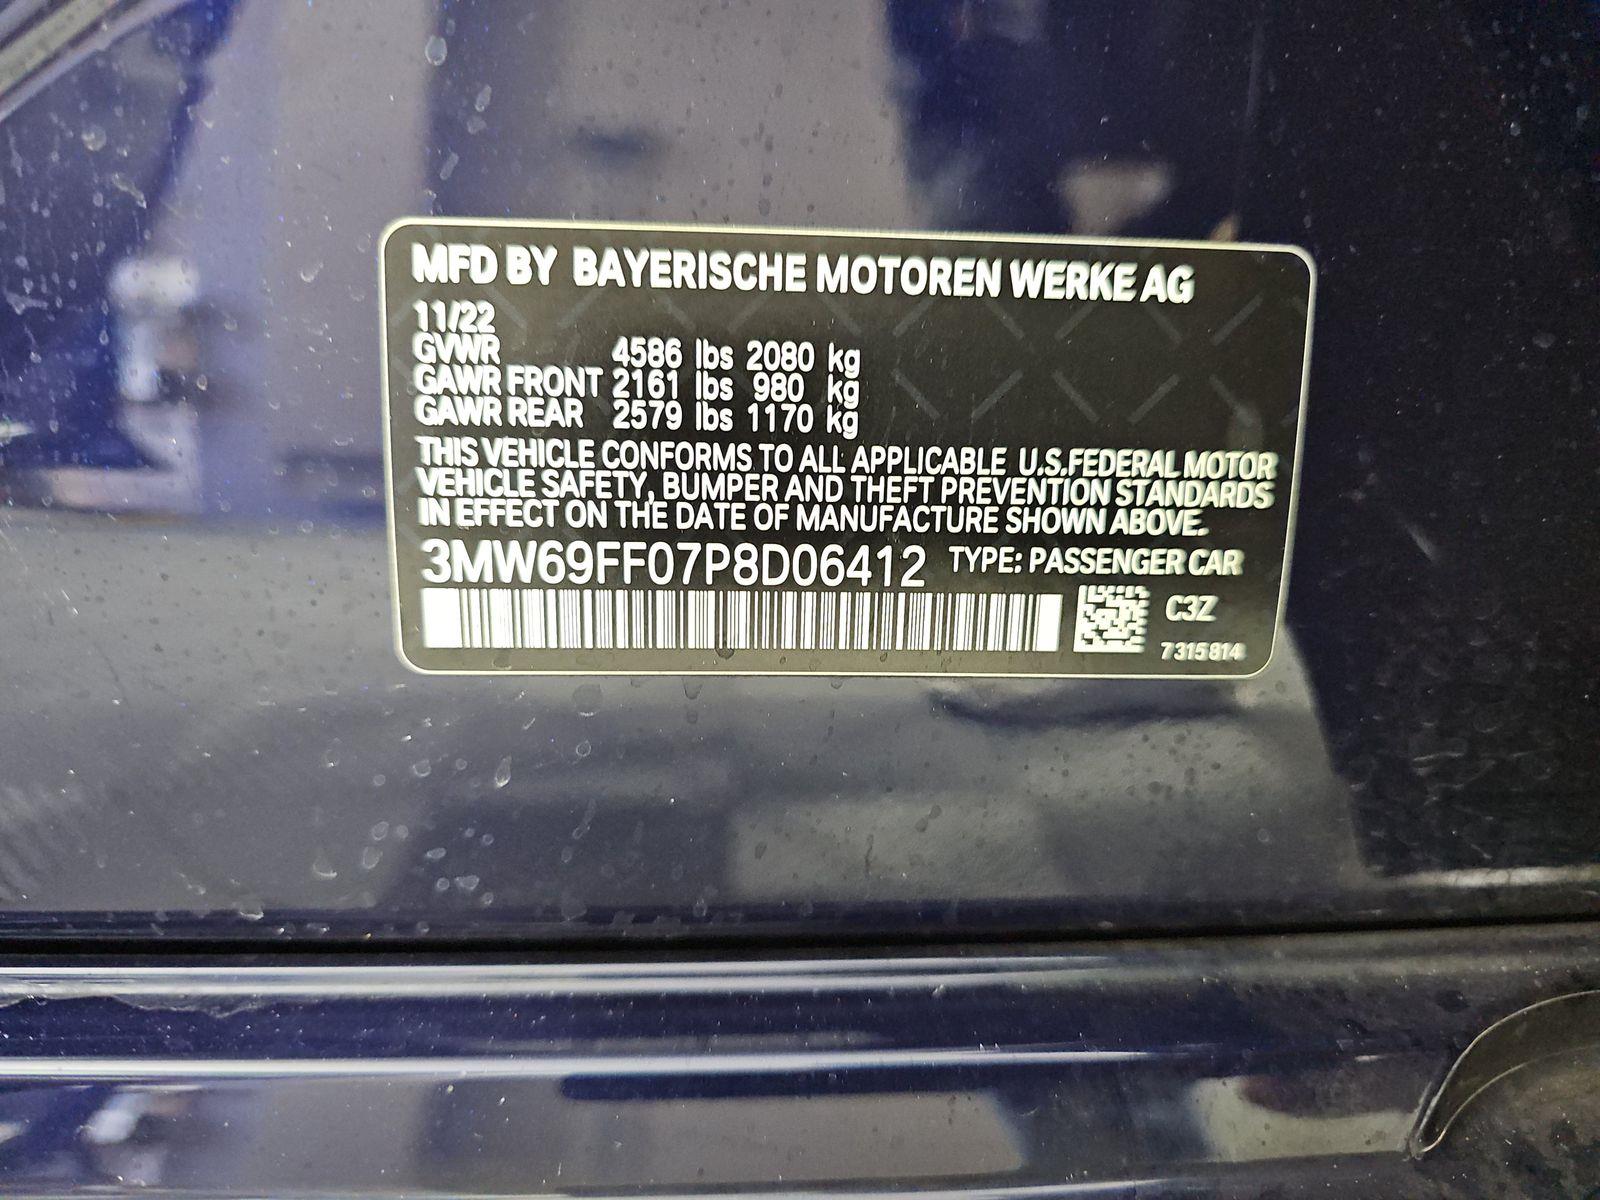 MFD BY BAYERISCHE MOTOREN WERKE AG
11/22
GVWR 4586 lbs 2080 kg
GAWR FRONT 2161 lbs 980 kg
GAWR REAR 2579 lbs 1170 kg
THIS VEHICLE CONFORMS TO ALL APPLICABLE U.S.FEDERAL MOTOR
VEHICLE SAFETY, BUMPER AND THEFT PREVENTION STANDARDS
IN EFFECT ON THE DATE OF MANUFACTURE SHOWN ABOVE.
3MW69FF07P8D06412 TYPE: PASSENGER CAR
C3Z
7315814